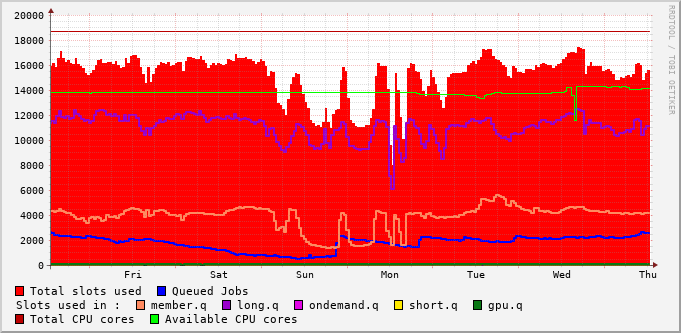 RRDTOOL / TOBI OETIKER
20000
18000
16000
14000
12000
10000
8000
6000
4000
2000
0
Fri Sat Sun Mon Tue Wed Thu
Total slots used Queued Jobs
Slots used in : member.q long.q ondemand.q short.q gpu.q
Total CPU cores Available CPU cores